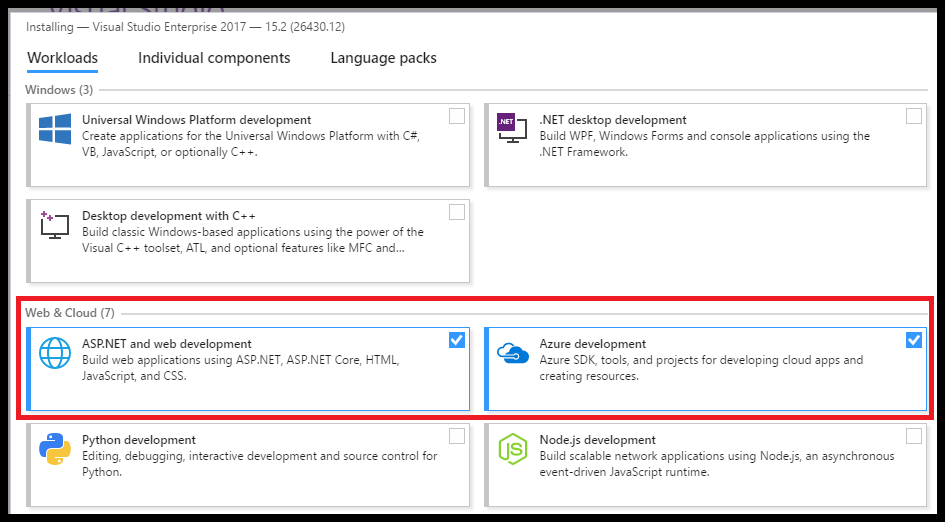 Visual Studio
Installing — Visual Studio Enterprise 2017 — 15.2 (26430.12)
Workloads Individual components Language packs
Windows (3)
Universal Windows Platform development
Create applications for the Universal Windows Platform with C#,
VB, JavaScript, or optionally C++.
.NET
.NET desktop development
Build WPF, Windows Forms and console applications using the
.NET Framework.
Desktop development with C++
Build classic Windows-based applications using the power of the
Visual C++ toolset, ATL, and optional features like MFC and...
Web & Cloud (7)
ASP.NET and web development
Build web applications using ASP.NET, ASP.NET Core, HTML,
JavaScript, and CSS.
Azure development
Azure SDK, tools, and projects for developing cloud apps and
creating resources.
Python development
Editing, debugging, interactive development and source control for
Python.
JS
Node.js development
Build scalable network applications using Node.js, an asynchronous
event-driven JavaScript runtime.